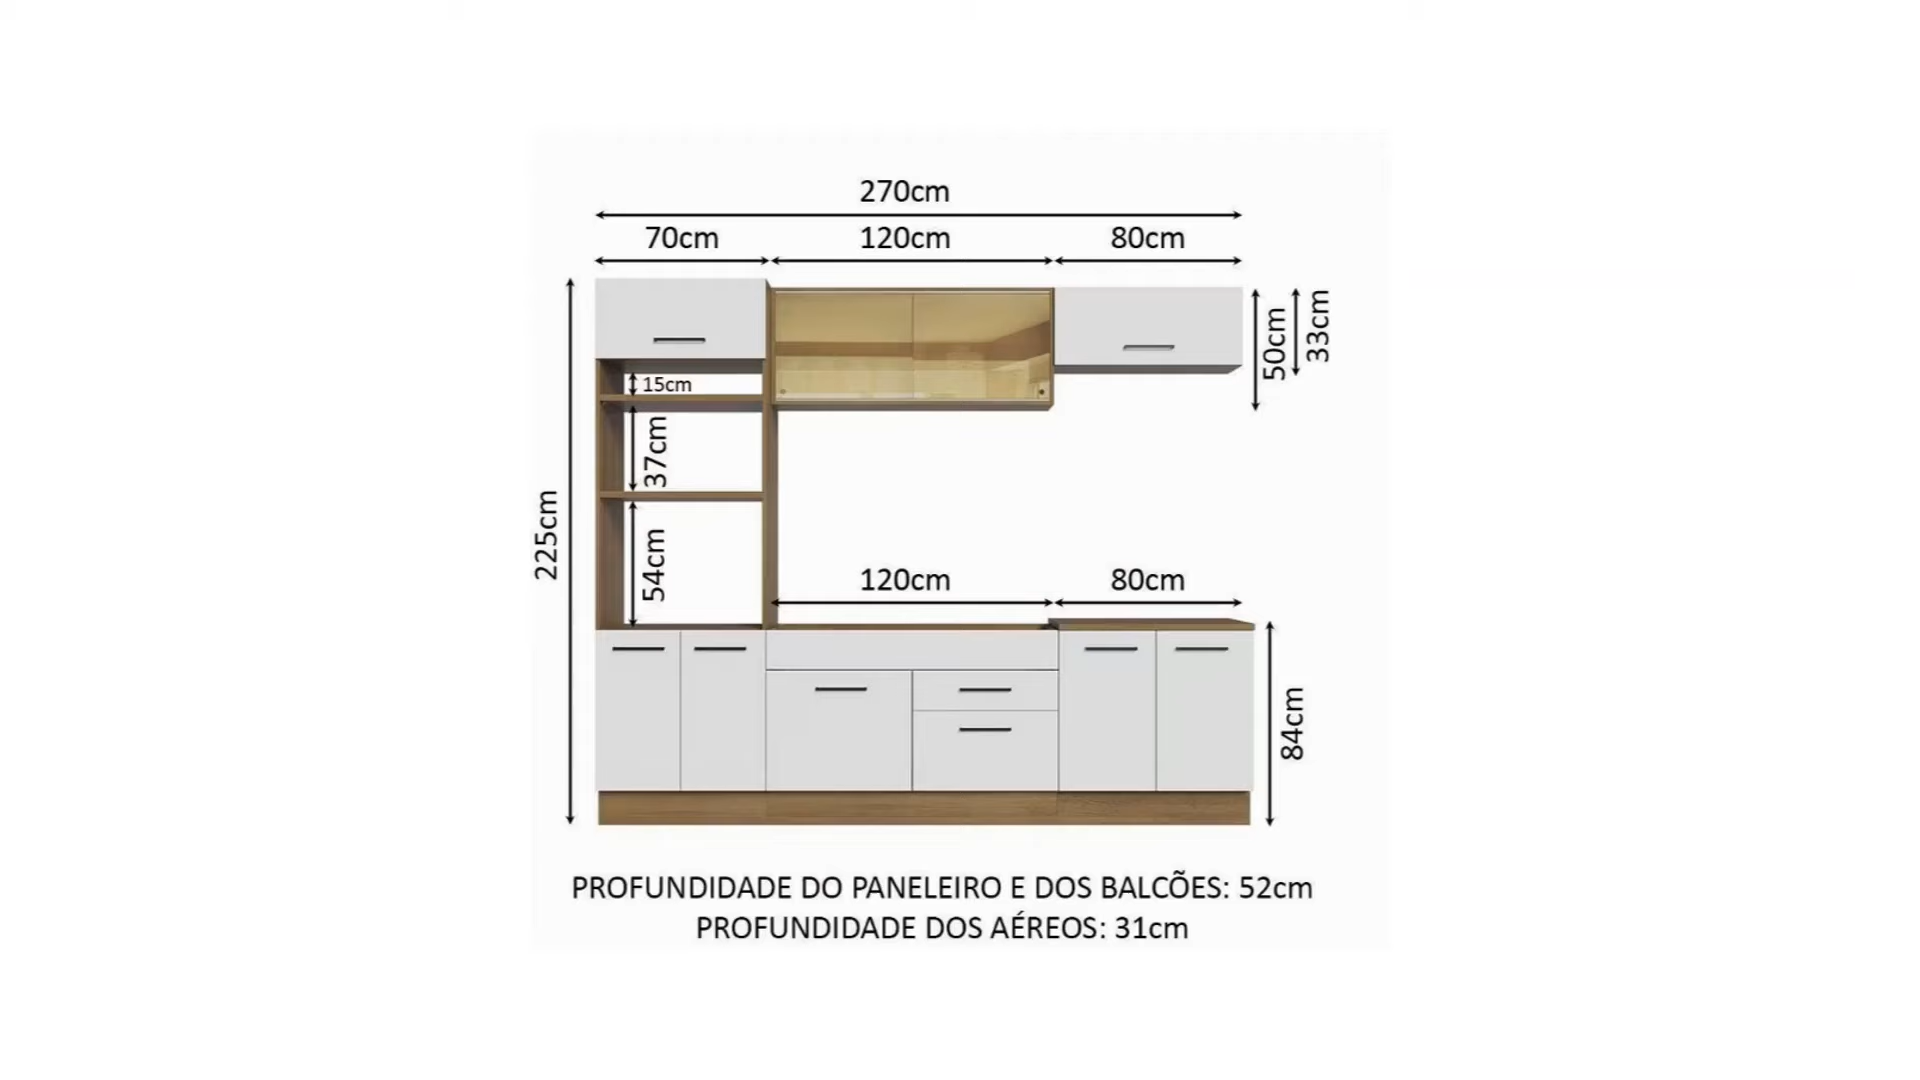 270cm
70cm
120cm
80cm
33cm
50cm
15cm
37cm
225cm
54cm
120cm
80cm
84cm
PROFUNDIDADE DO PANELEIRO E DOS BALCÕES: 52cm
PROFUNDIDADE DOS AÉREOS: 31cm